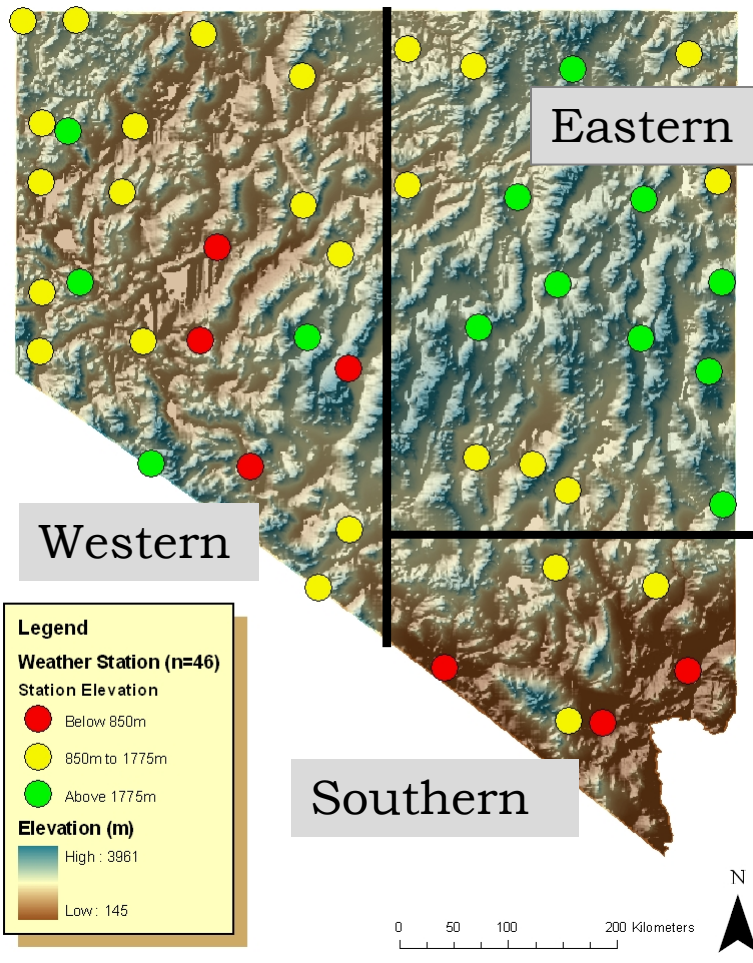 Eastern
Western
Legend
Weather Station (n=46)
Station Elevation
Below 850m
850m to 1775m
Above 1775m
Elevation (m)
High : 3961
Low : 145
Southern
N
0 50 100 200 Kilometers